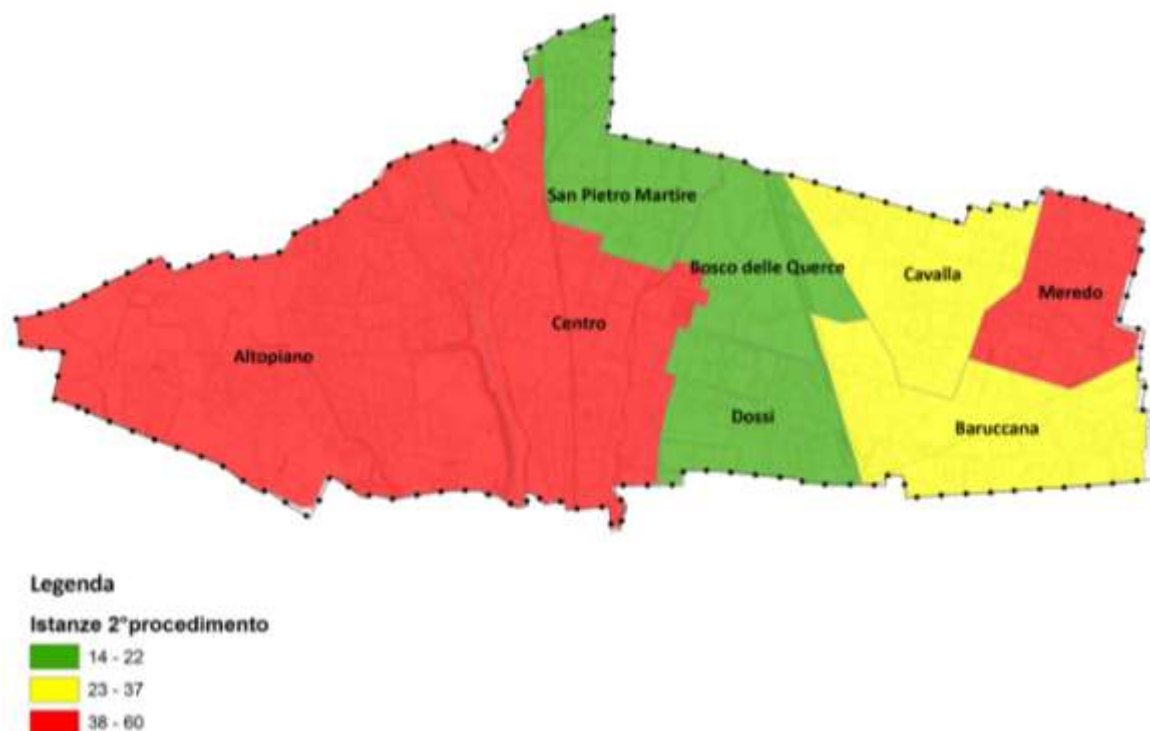 San Pietro Martire
Bosco delle Querce
Cavalla
Meredo
Centro
Altopiano
Dossi
Baruccana
Legenda
Istanze 2°procedimento
14 - 22
23 - 37
38 - 60